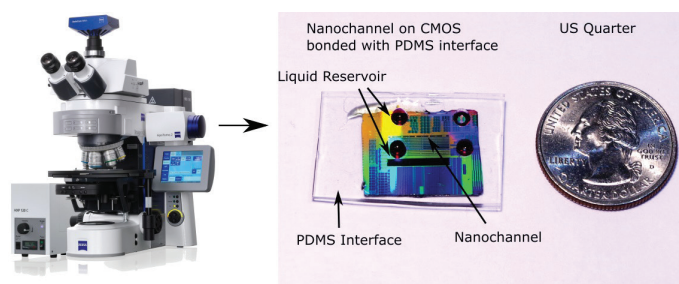 Nanochannel on CMOS
bonded with PDMS interface
US Quarter
Liquid Reservoir
UNITED STATES OF AMERICA
LIBERTY
IN
GOD WE
TRUST
D
QUARTER DOLLAR
PDMS Interface
Nanochannel
ZEISS